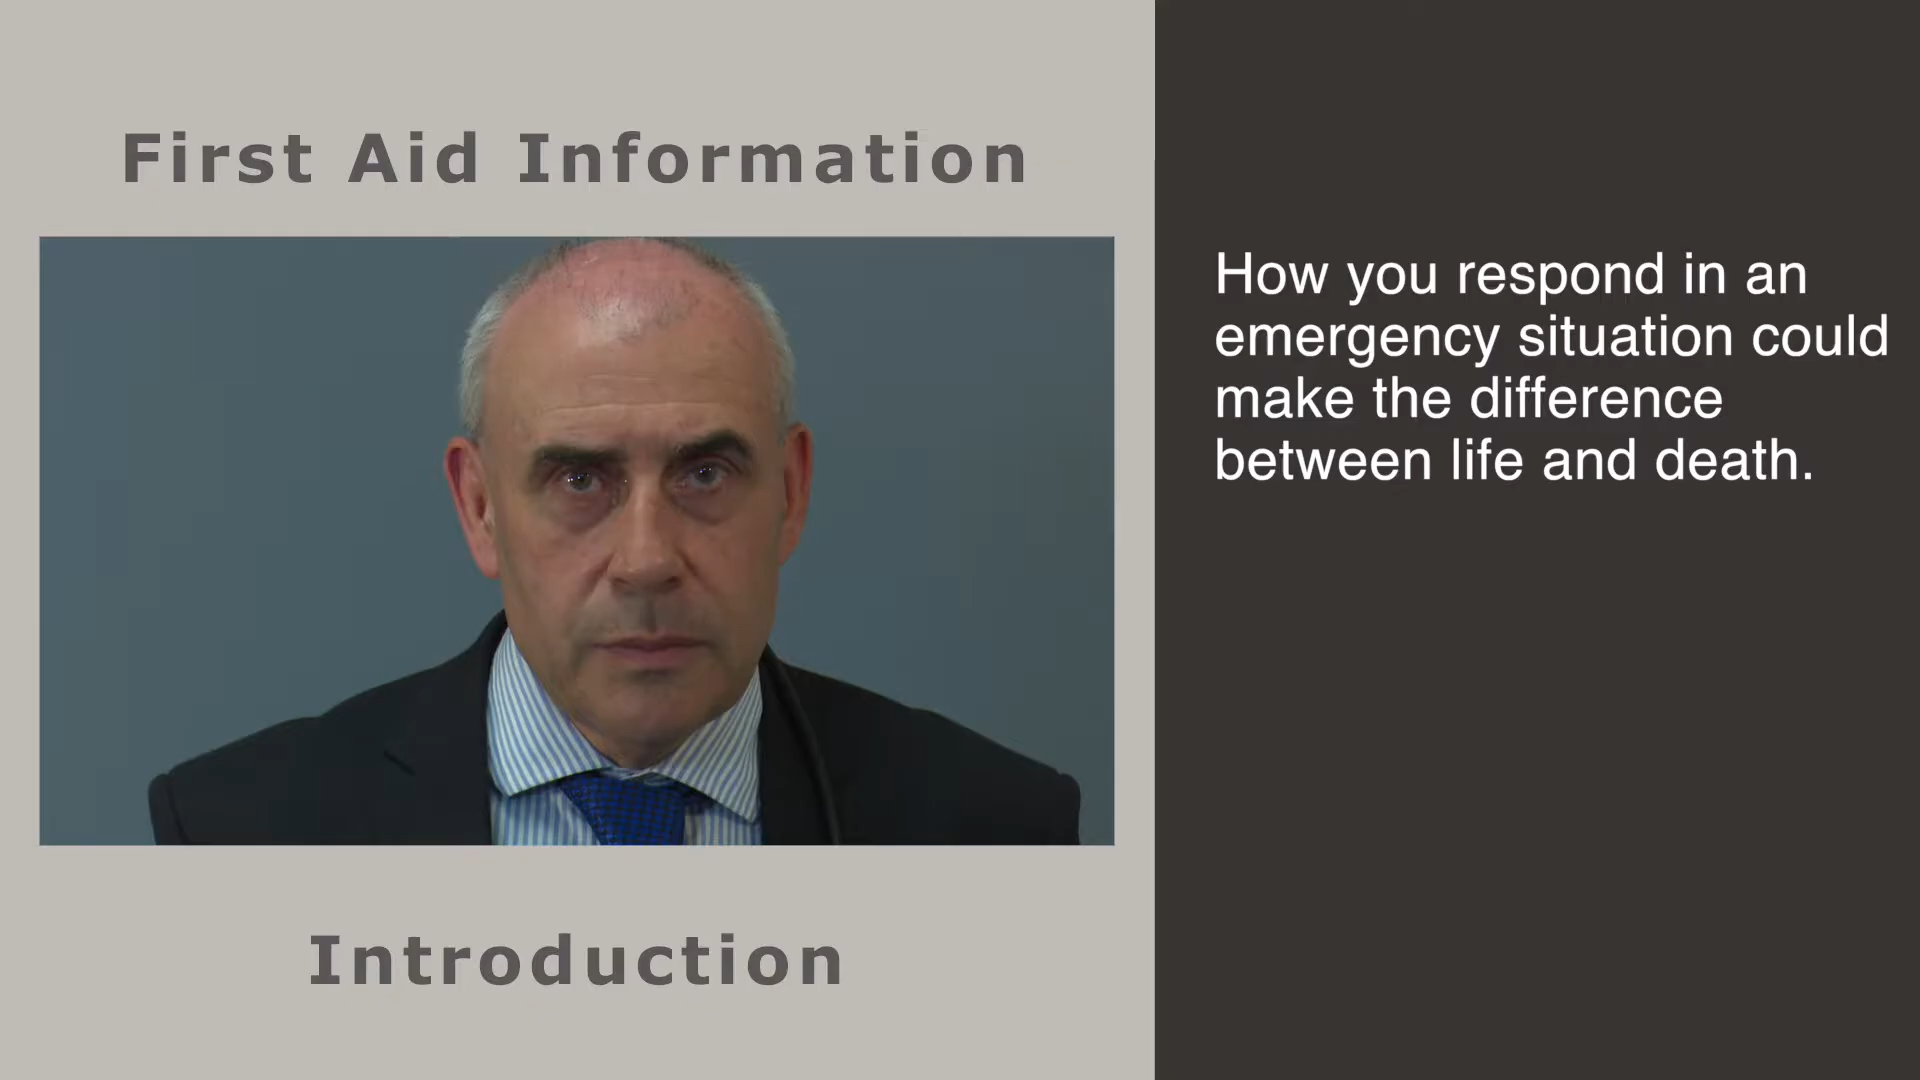 First Aid Information
How you respond in an
emergency situation could
make the difference
between life and death.
Introduction